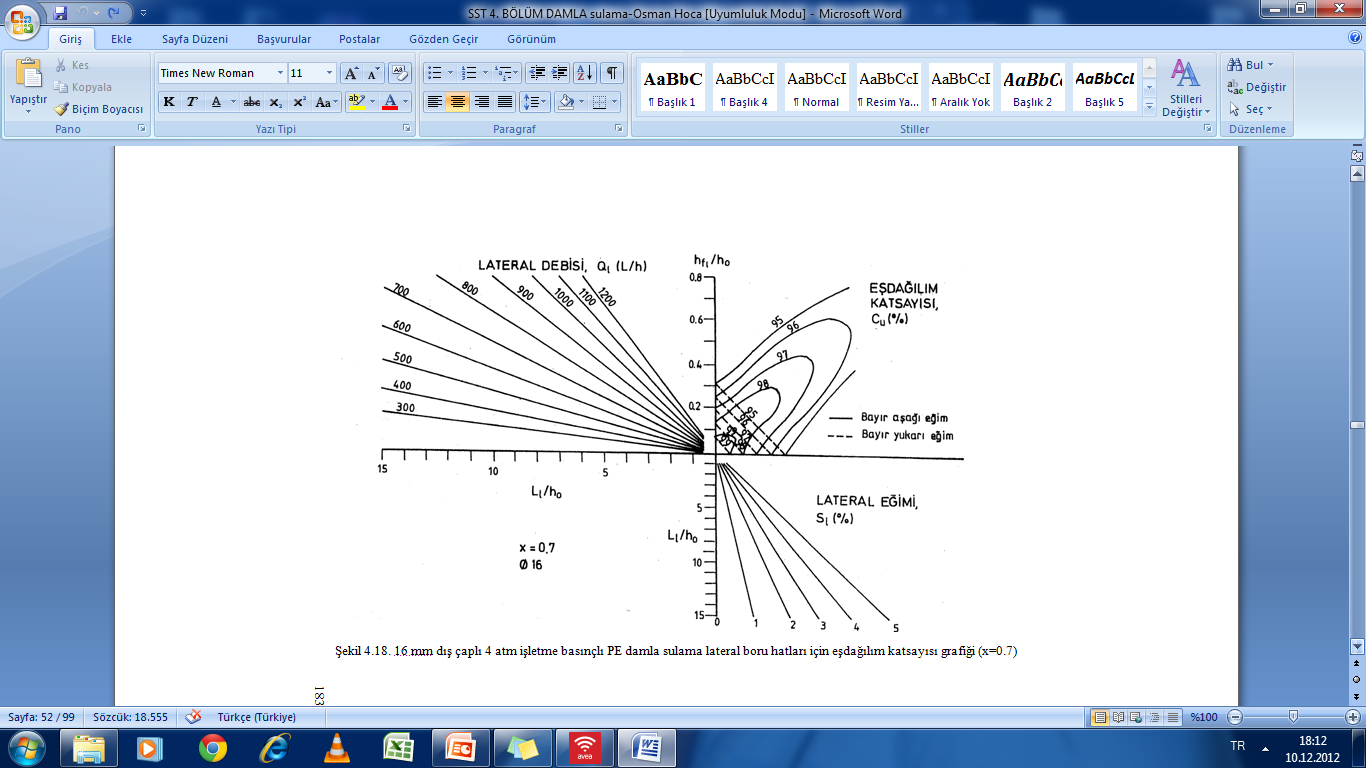 SST 4. BÖLÜM DAMLA sulama-Osman Hoca [Uyumluluk Modu] - Microsoft Word
Giriş Ekle Sayfa Düzeni Başvurular Postalar Gözden Geçir Görünüm
Yapıştır
Kes
Kopyala
Biçim Boyacısı
Pano
Times New Roman 11
K T A abc x₂ x² Aa
Yazı Tipi
Paragraf
AaBbC AaBbCcI AaBbCcI AaBbCcI AaBbCcI AaBbCc AaBbCcL
¶ Başlık 1 ¶ Başlık 4 ¶ Normal ¶ Resim Ya... ¶ Aralık Yok Başlık 2 Başlık 5
Stiller
Stilleri Değiştir
Bul
Değiştir
Seç
Düzenleme
LATERAL DEBİSİ, Ql (L/h)
700 800 900 1000 1100 1200
600
500
400
300
15 10 5
Ll/ho
x = 0.7
Ø 16
hfl/ho
0.8
0.6
0.4
0.2
95 96 97 98
EŞDAĞILIM
KATSAYISI,
Cu (%)
Bayır aşağı eğim
Bayır yukarı eğim
5
Ll/ho
10
15
0 1 2 3 4 5
LATERAL EĞİMİ,
Sl (%)
Şekil 4.18. 16 mm dış çaplı 4 atm işletme basınçlı PE damla sulama lateral boru hatları için eşdağılım katsayısı grafiği (x=0.7)
183
Sayfa: 52 / 99 Sözcük: 18.555 Türkçe (Türkiye) %100
avea
TR 18:12
10.12.2012